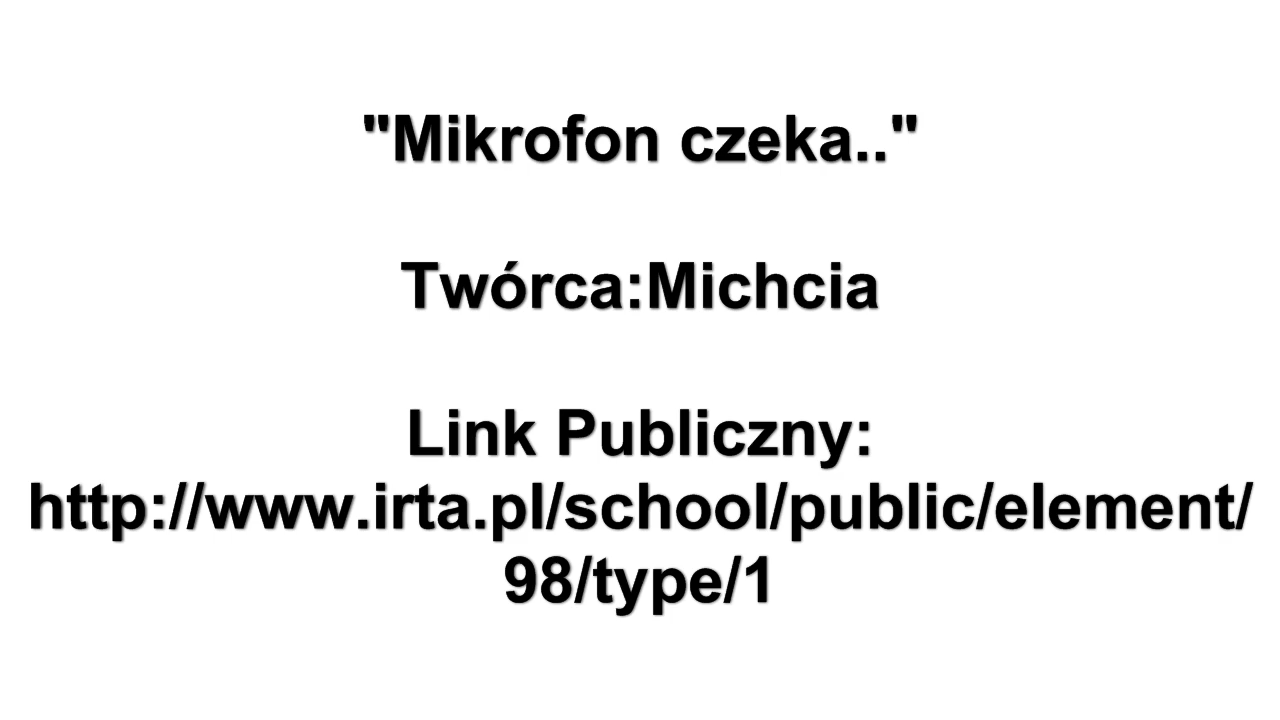 "Mikrofon czeka.."
Twórca:Michcia
Link Publiczny:
http://www.irta.pl/school/public/element/
98/type/1